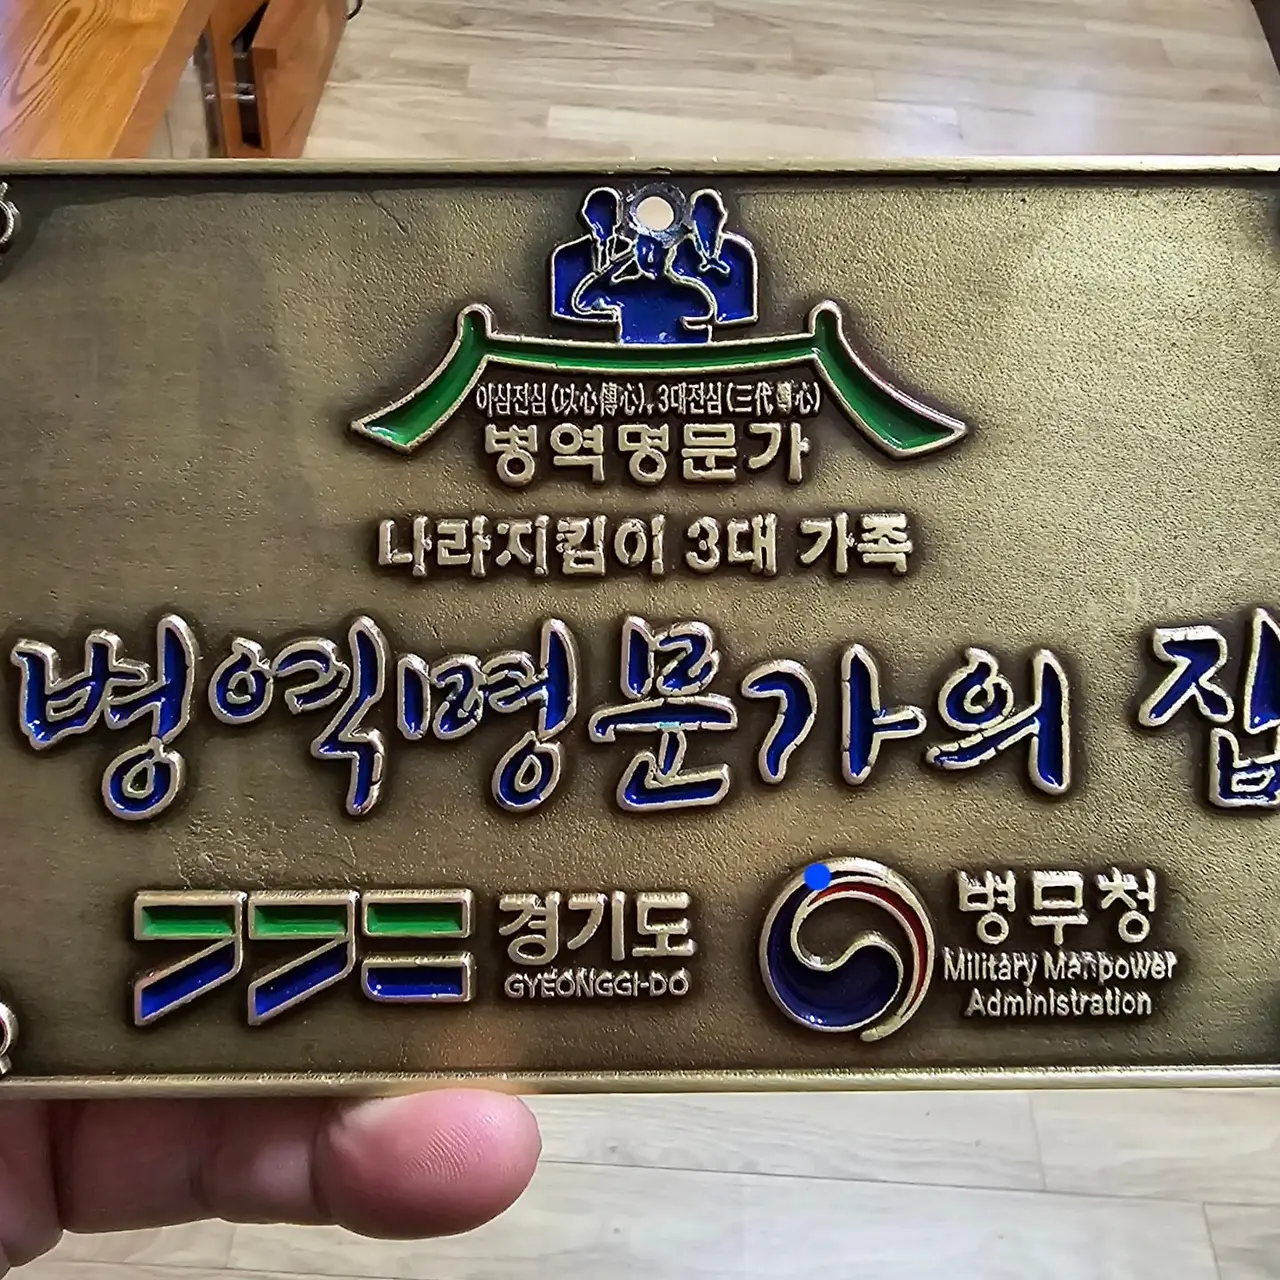 이심전심(以心傳心), 3대전심(三代傳心)
병역명문가
나라지킴이 3대 가족
병역명문가의 집
경기도
GYEONGGI-DO
병무청
Military Manpower
Administration